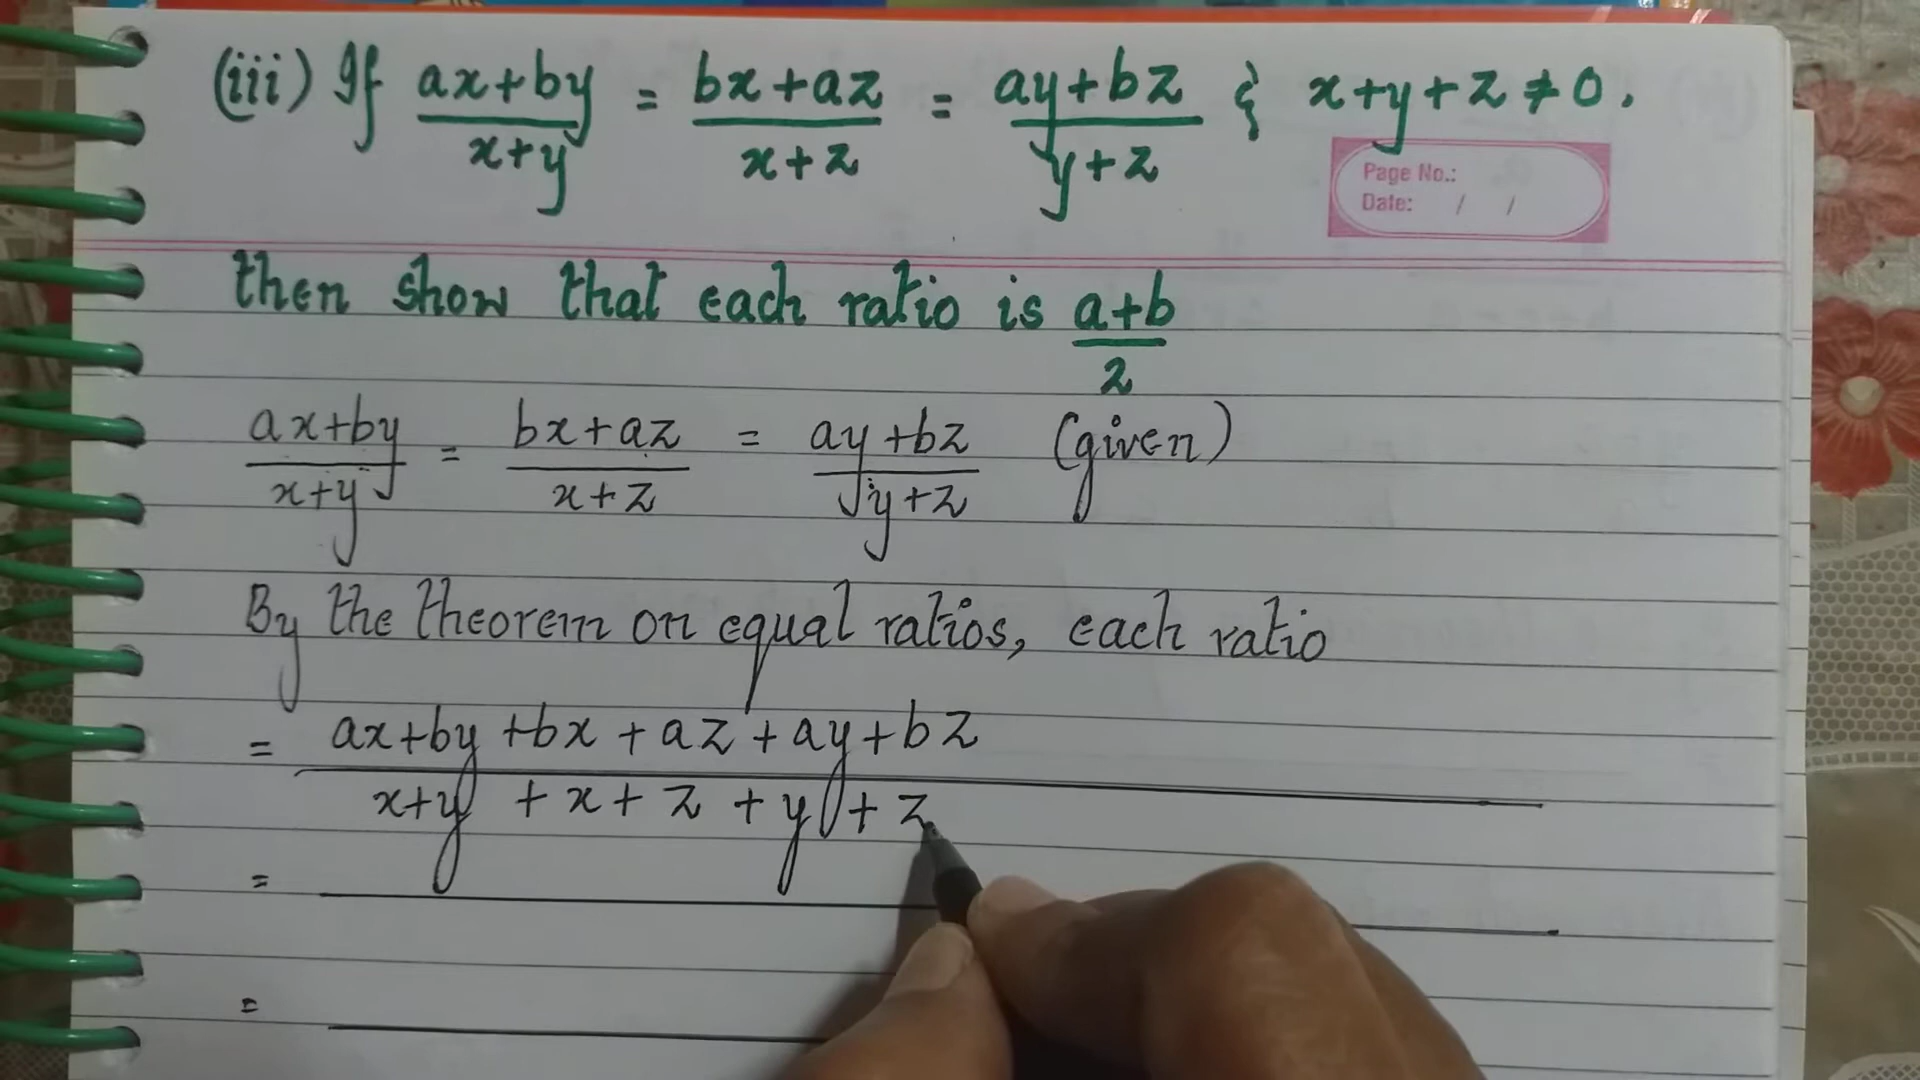 (iii) If ax+by/x+y = bx+az/x+z = ay+bz/y+z & x+y+z≠0.
Page No.:
Date: / /
then show that each ratio is a+b/2
ax+by/x+y = bx+az/x+z = ay+bz/y+z (given)
By the theorem on equal ratios, each ratio
= ax+by+bx+az+ay+bz/x+y+x+z+y+z
=
=